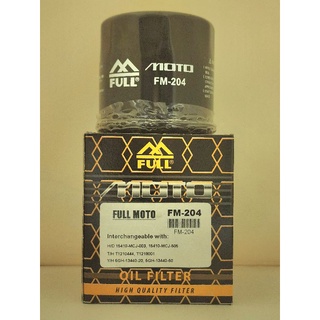 FULL®
MOTO
FM-204
FULL®
MOTO
FULL MOTO FM-204
FM-204
Interchangeable with:
OIL FILTER
HIGH QUALITY FILTER